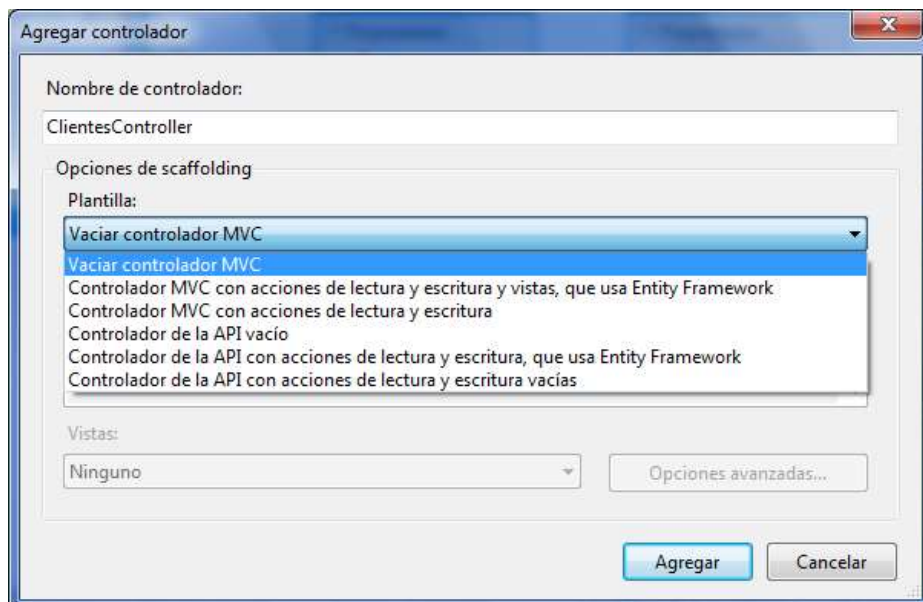 Agregar controlador
Nombre de controlador:
ClientesController
Opciones de scaffolding
Plantilla:
Vaciar controlador MVC
Vaciar controlador MVC
Controlador MVC con acciones de lectura y escritura y vistas, que usa Entity Framework
Controlador MVC con acciones de lectura y escritura
Controlador de la API vacío
Controlador de la API con acciones de lectura y escritura, que usa Entity Framework
Controlador de la API con acciones de lectura y escritura vacías
Vistas:
Ninguno
Opciones avanzadas...
Agregar
Cancelar